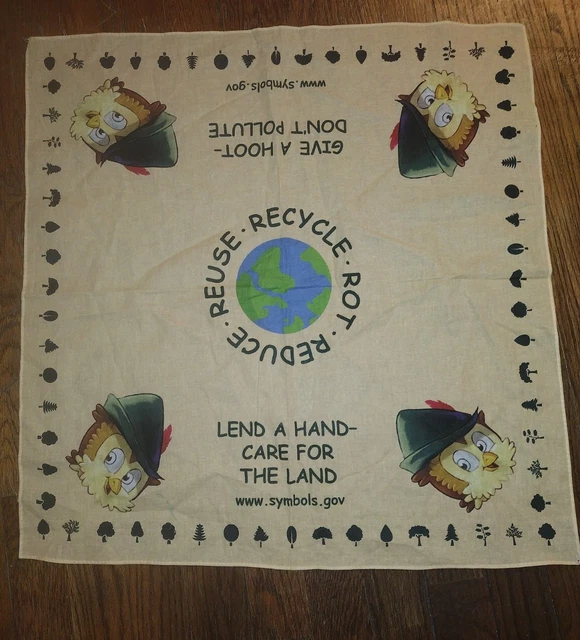 www.symbols.gov
GIVE A HOOT-
DON'T POLLUTE
REUSE · RECYCLE · ROT · REDUCE ·
LEND A HAND-
CARE FOR
THE LAND
www.symbols.gov